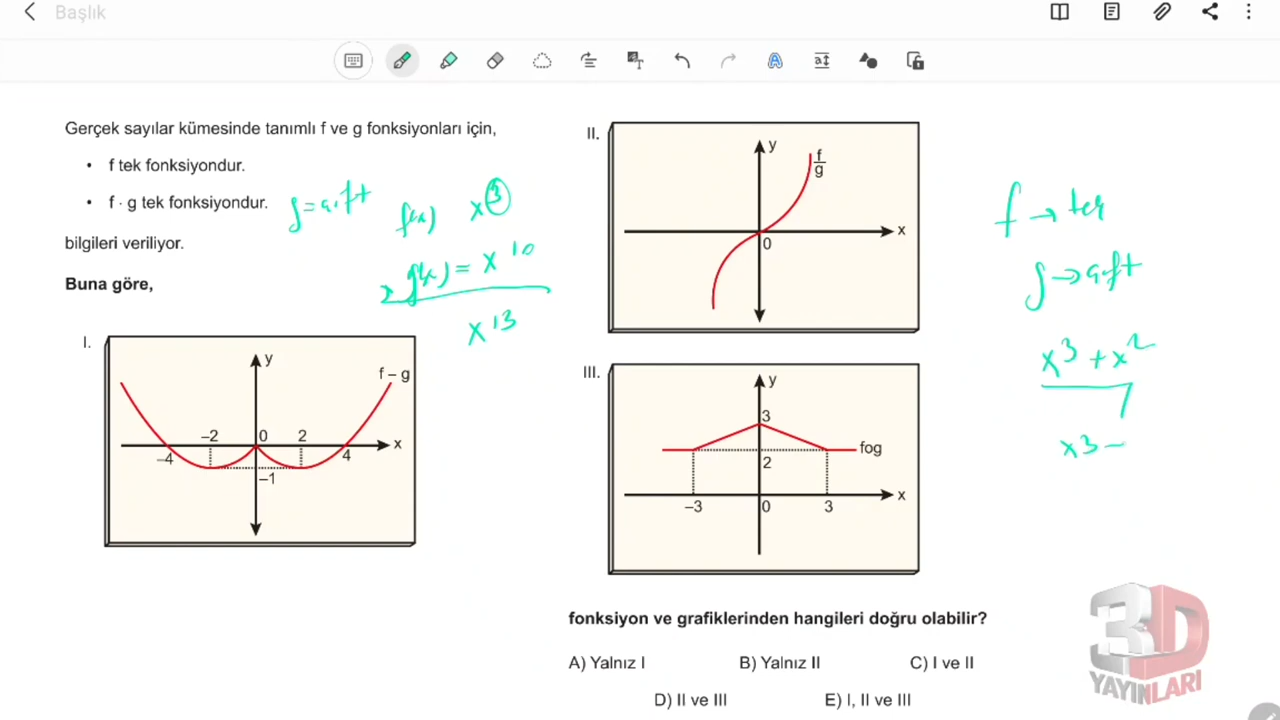 Başlık
Gerçek sayılar kümesinde tanımlı f ve g fonksiyonları için,
• f tek fonksiyondur.
• f · g tek fonksiyondur.
g = çift
f(x) x³
g(x) = x¹⁰
x¹³
bilgileri veriliyor.
Buna göre,
I.
y
f – g
–2 0 2
x
–4 4
–1
II.
y
f/g
x
0
III.
y
3
fog
2
x
–3 0 3
f → tek
g → çift
x³ + x²
x3 –
fonksiyon ve grafiklerinden hangileri doğru olabilir?
A) Yalnız I B) Yalnız II C) I ve II
D) II ve III E) I, II ve III
3D
YAYINLARI